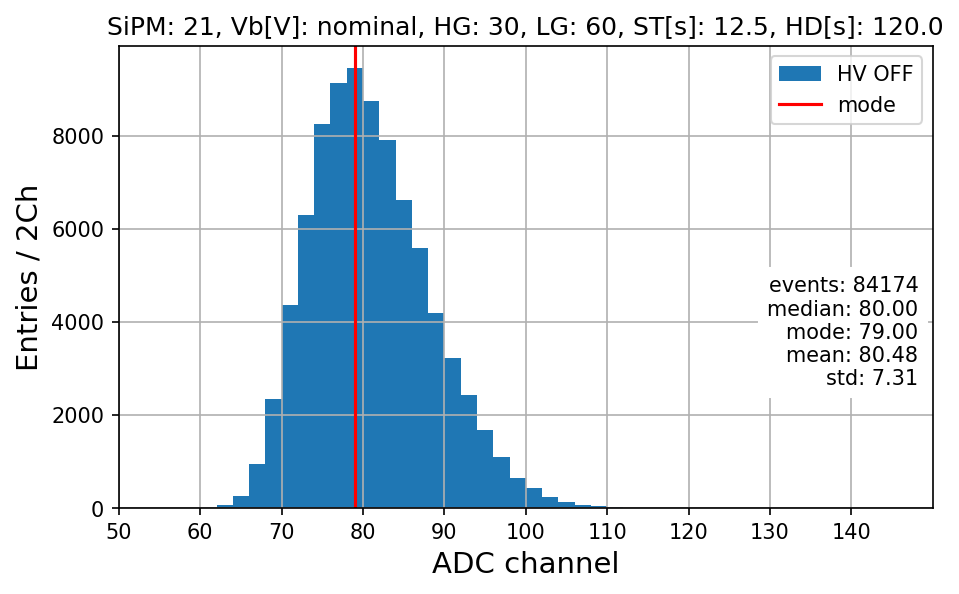 SiPM: 21, Vb[V]: nominal, HG: 30, LG: 60, ST[s]: 12.5, HD[s]: 120.0
HV OFF
mode
8000
6000
4000
2000
0
Entries / 2Ch
events: 84174
median: 80.00
mode: 79.00
mean: 80.48
std: 7.31
50 60 70 80 90 100 110 120 130 140
ADC channel